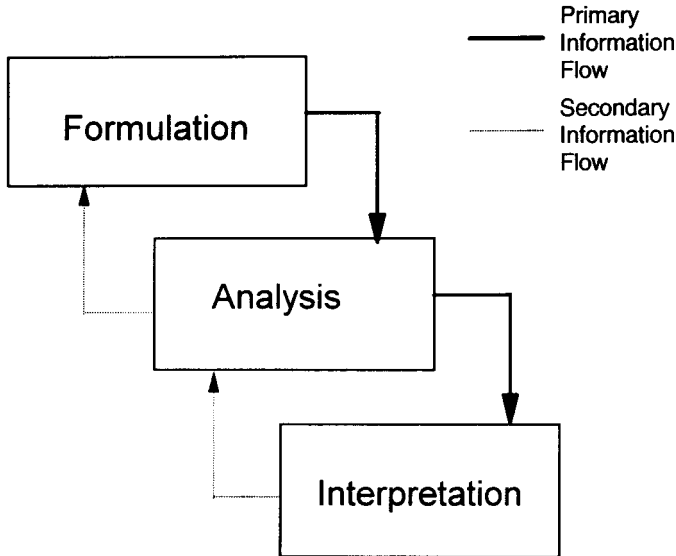 Primary
Information
Flow
Secondary
Information
Flow
Formulation
Analysis
Interpretation